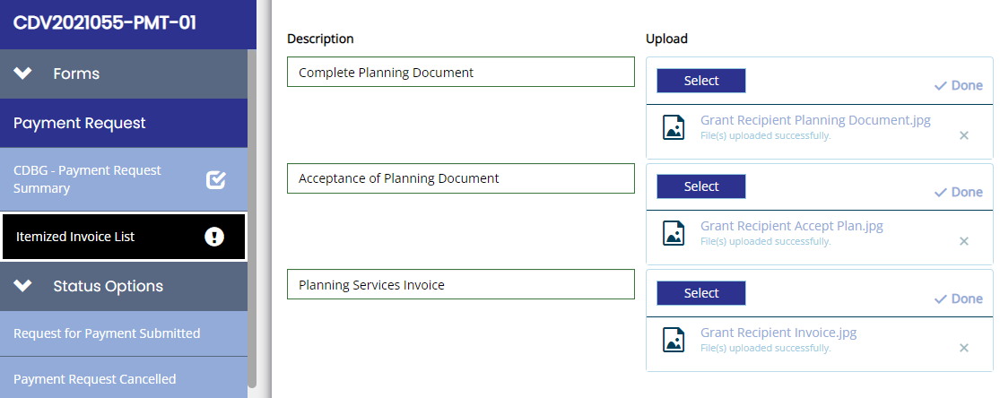 CDV2021055-PMT-01
Forms
Payment Request
CDBG - Payment Request
Summary
Itemized Invoice List
Status Options
Request for Payment Submitted
Payment Request Cancelled
Description
Upload
Complete Planning Document
Select
Done
Grant Recipient Planning Document.jpg
File(s) uploaded successfully.
Acceptance of Planning Document
Select
Done
Grant Recipient Accept Plan.jpg
File(s) uploaded successfully.
Planning Services Invoice
Select
Done
Grant Recipient Invoice.jpg
File(s) uploaded successfully.